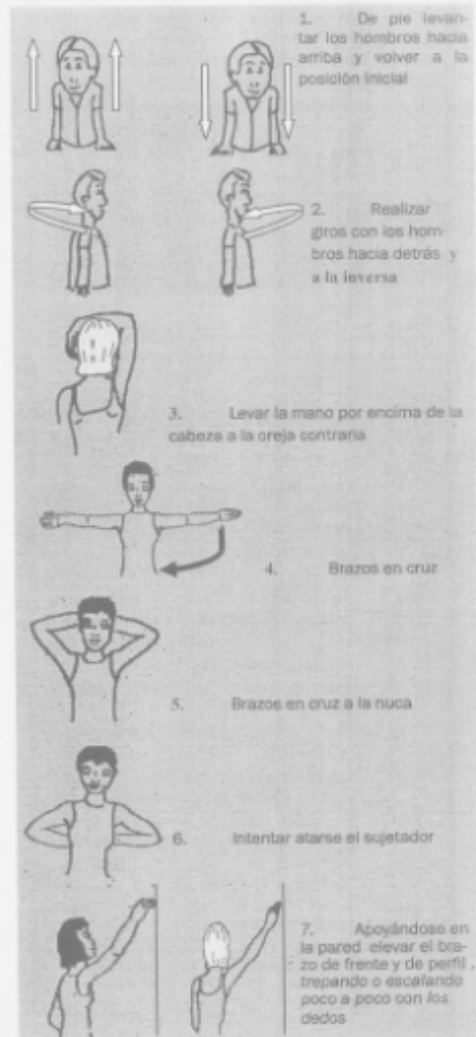 1. De pie levan-
tar los hombros hacia
arriba y volver a la
posición inicial
2. Realizar
giros con los hom-
bros hacia detrás y
a la inversa
3. Levar la mano por encima de la
cabeza a la oreja contraria
4. Brazos en cruz
5. Brazos en cruz a la nuca
6. Intentar atarse el sujetador
7. Apoyándose en
la pared elevar el bra-
zo de frente y de perfil ,
trepando o escalando
poco a poco con los
dedos